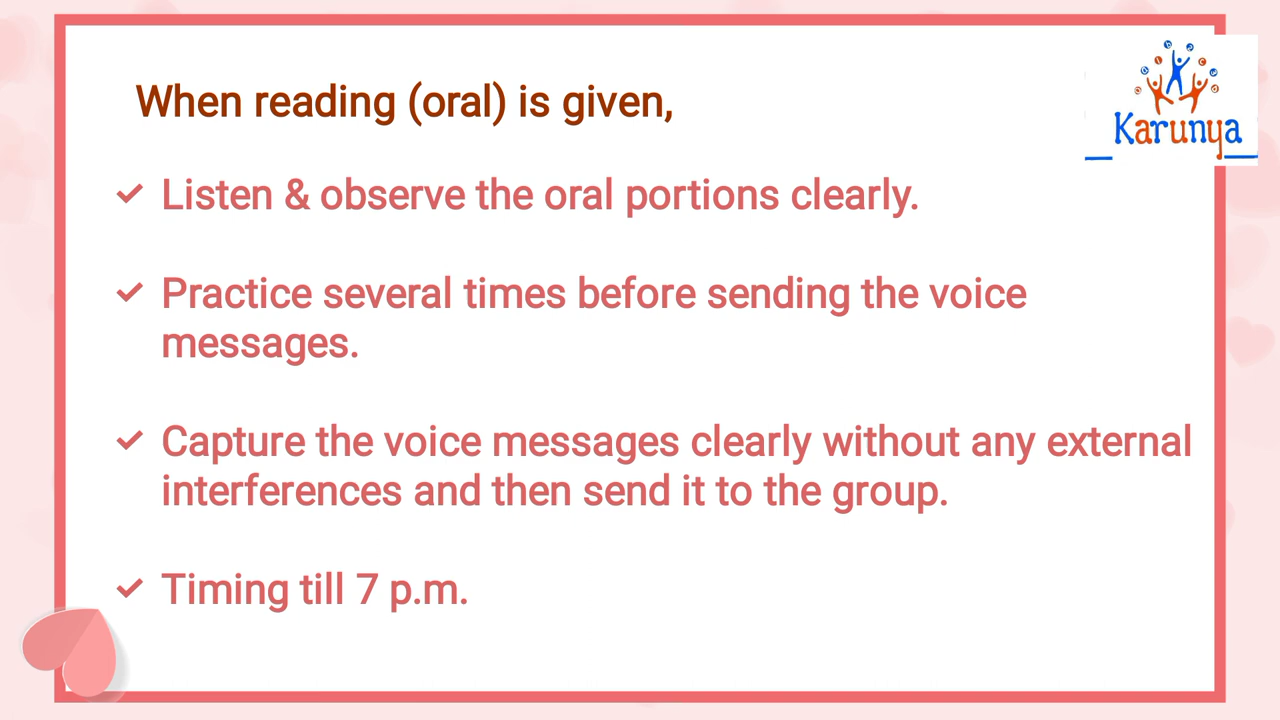 When reading (oral) is given,
Karunya
Listen & observe the oral portions clearly.
Practice several times before sending the voice
messages.
Capture the voice messages clearly without any external
interferences and then send it to the group.
Timing till 7 p.m.